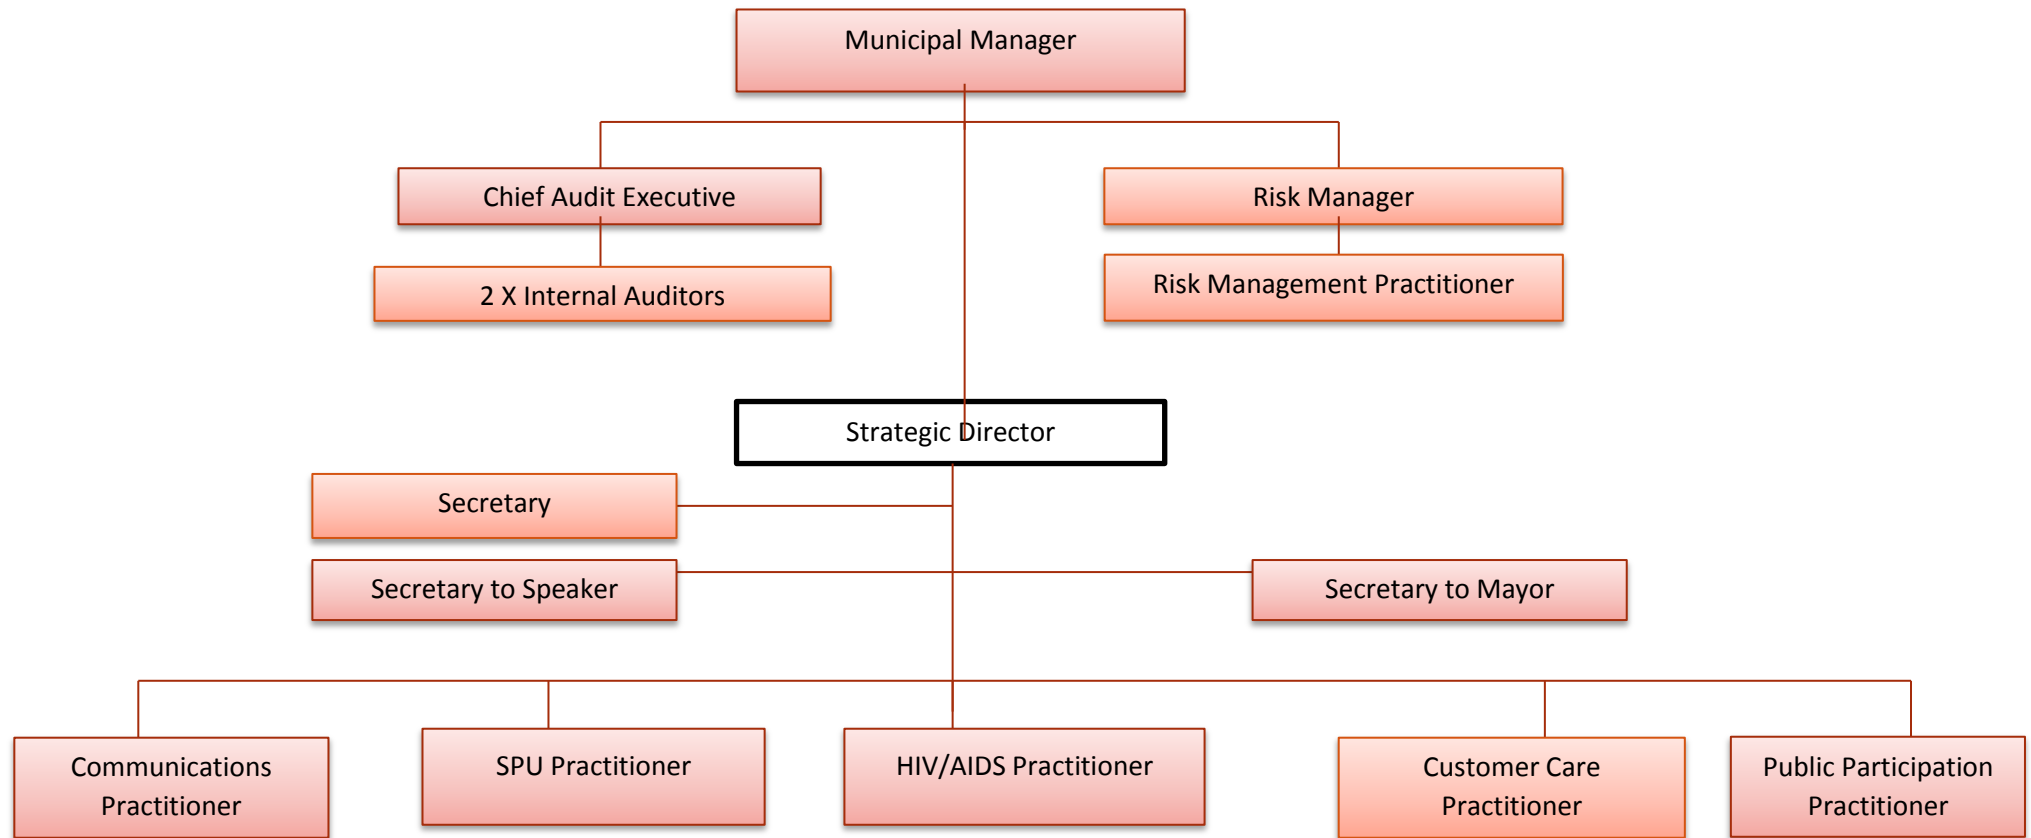 Municipal Manager
Chief Audit Executive
Risk Manager
2 X Internal Auditors
Risk Management Practitioner
Strategic Director
Secretary
Secretary to Speaker
Secretary to Mayor
Communications
Practitioner
SPU Practitioner
HIV/AIDS Practitioner
Customer Care
Practitioner
Public Participation
Practitioner